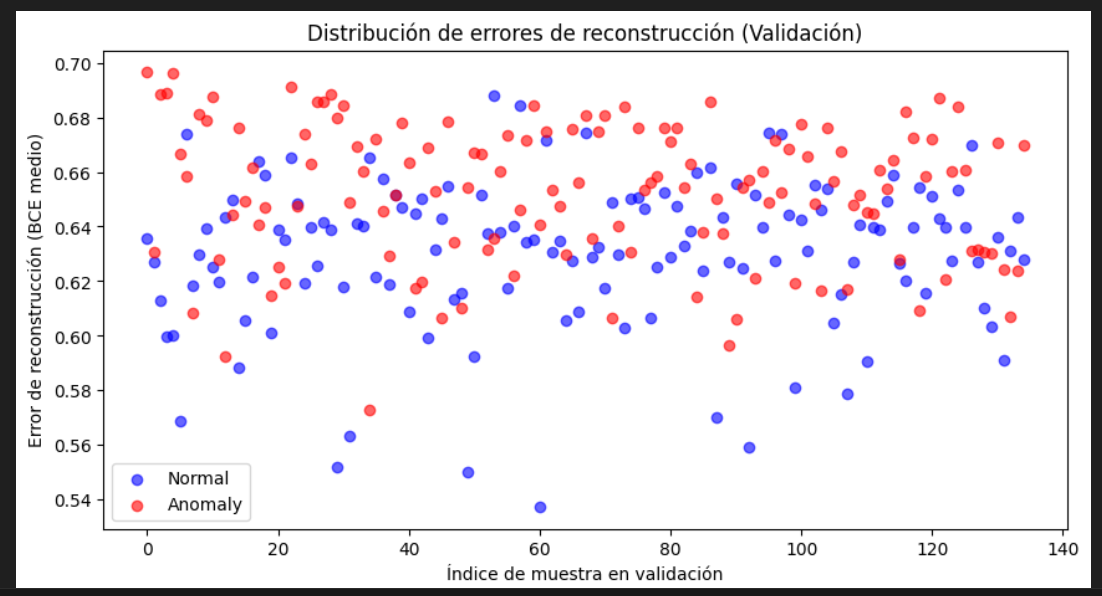 Distribución de errores de reconstrucción (Validación)
Error de reconstrucción (BCE medio)
0.70
0.68
0.66
0.64
0.62
0.60
0.58
0.56
0.54
Normal
Anomaly
0 20 40 60 80 100 120 140
Índice de muestra en validación